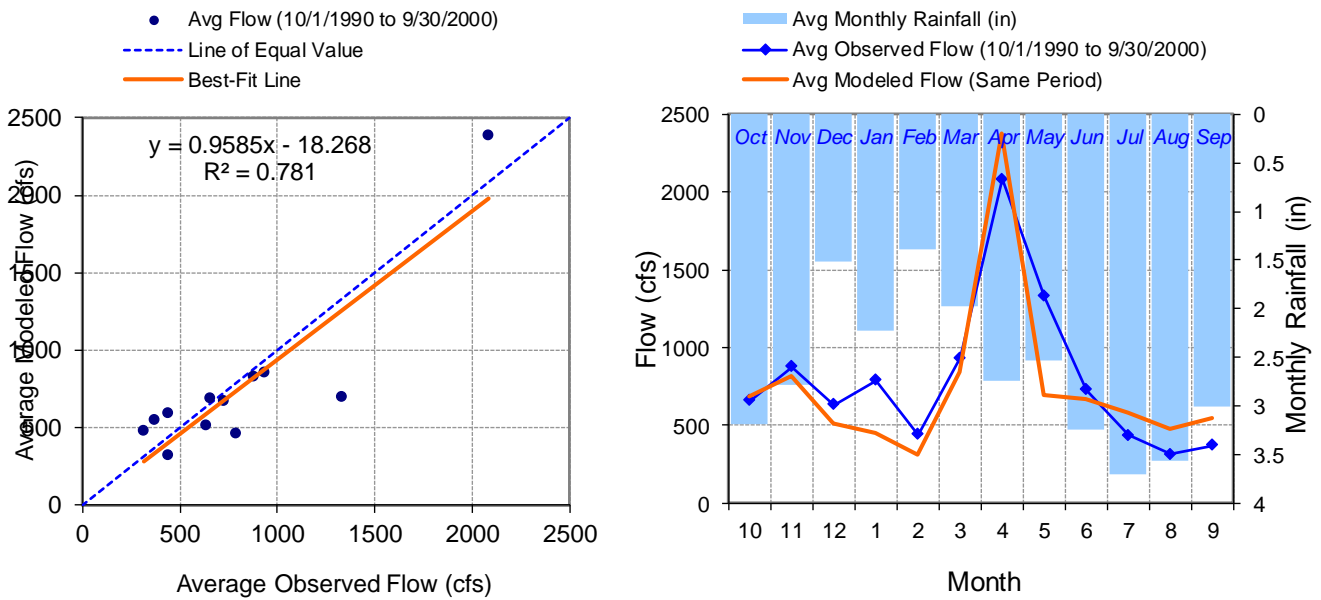 Avg Flow (10/1/1990 to 9/30/2000)
Line of Equal Value
Best-Fit Line
y = 0.9585x - 18.268
R² = 0.781
2500
2000
1500
1000
500
0
Average Modeled Flow (cfs)
0 500 1000 1500 2000 2500
Average Observed Flow (cfs)
Avg Monthly Rainfall (in)
Avg Observed Flow (10/1/1990 to 9/30/2000)
Avg Modeled Flow (Same Period)
Oct Nov Dec Jan Feb Mar Apr May Jun Jul Aug Sep
2500
2000
1500
1000
500
0
Flow (cfs)
0
0.5
1
1.5
2
2.5
3
3.5
4
Monthly Rainfall (in)
10 11 12 1 2 3 4 5 6 7 8 9
Month